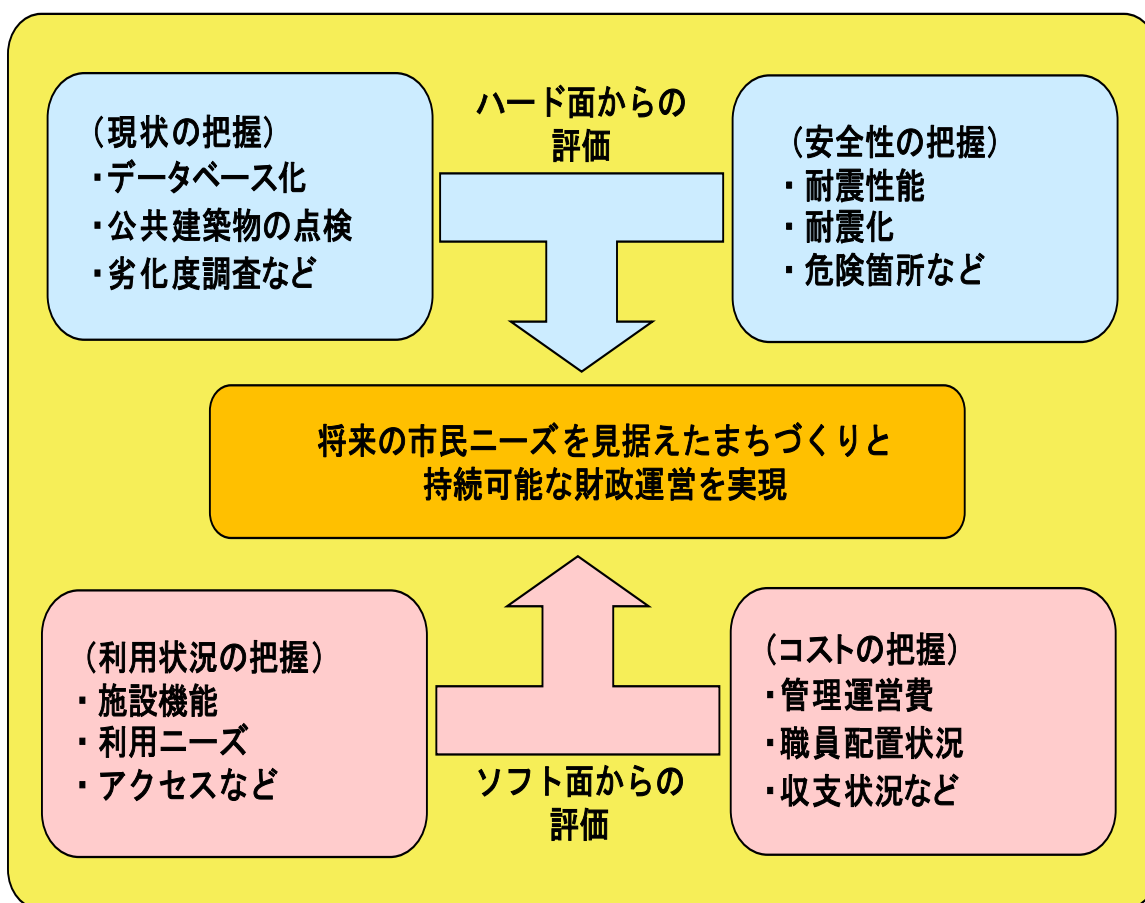 （現状の把握）
・データベース化
・公共建築物の点検
・劣化度調査など
ハード面からの
評価
（安全性の把握）
・耐震性能
・耐震化
・危険箇所など
将来の市民ニーズを見据えたまちづくりと
持続可能な財政運営を実現
（利用状況の把握）
・施設機能
・利用ニーズ
・アクセスなど
ソフト面からの
評価
（コストの把握）
・管理運営費
・職員配置状況
・収支状況など